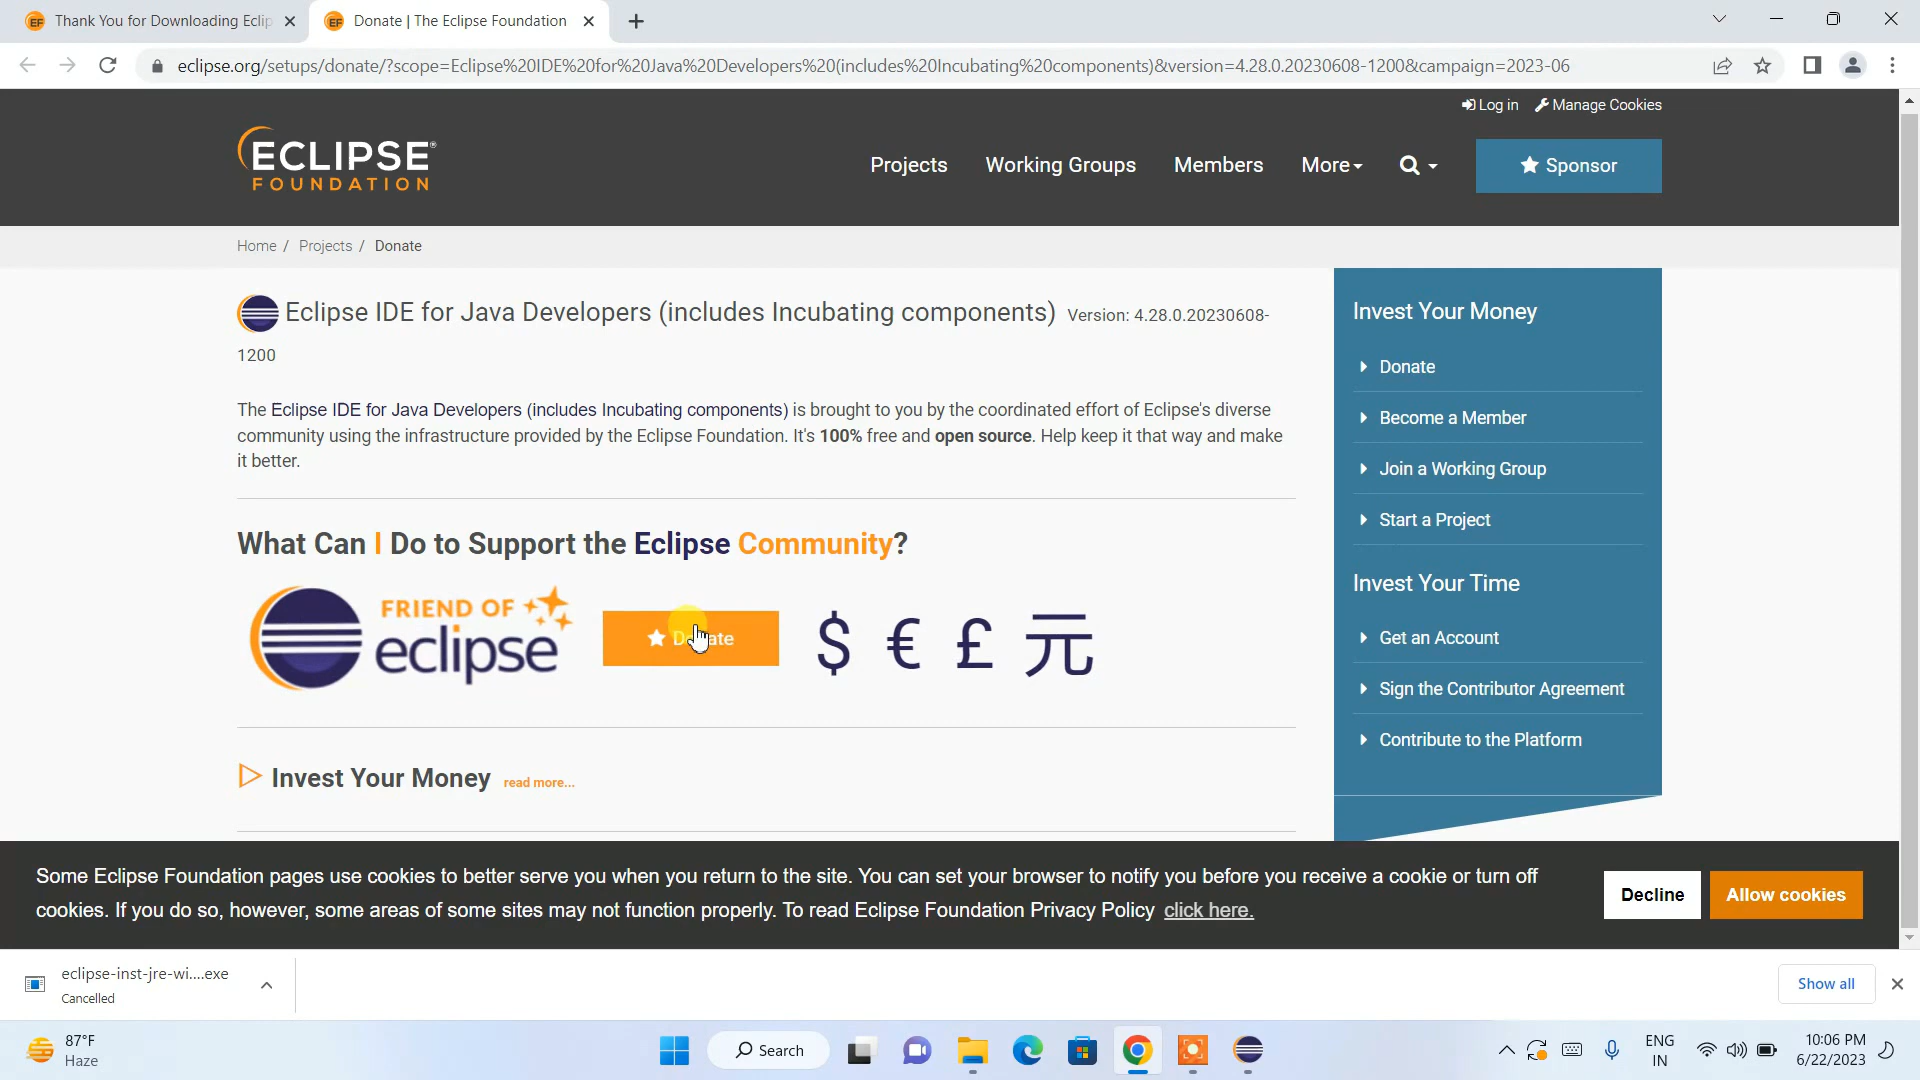 Thank You for Downloading Eclip
Donate | The Eclipse Foundation
eclipse.org/setups/donate/?scope=Eclipse%20IDE%20for%20Java%20Developers%20(includes%20Incubating%20components)&version=4.28.0.20230608-1200&campaign=2023-06
Log in Manage Cookies
ECLIPSE®
FOUNDATION
Projects Working Groups Members More Sponsor
Home / Projects / Donate
Eclipse IDE for Java Developers (includes Incubating components) Version: 4.28.0.20230608-
1200
The Eclipse IDE for Java Developers (includes Incubating components) is brought to you by the coordinated effort of Eclipse's diverse
community using the infrastructure provided by the Eclipse Foundation. It's 100% free and open source. Help keep it that way and make
it better.
What Can I Do to Support the Eclipse Community?
FRIEND OF
eclipse
Donate
$ € £ 元
Invest Your Money read more...
Invest Your Money
Donate
Become a Member
Join a Working Group
Start a Project
Invest Your Time
Get an Account
Sign the Contributor Agreement
Contribute to the Platform
Some Eclipse Foundation pages use cookies to better serve you when you return to the site. You can set your browser to notify you before you receive a cookie or turn off
cookies. If you do so, however, some areas of some sites may not function properly. To read Eclipse Foundation Privacy Policy click here.
Decline Allow cookies
eclipse-inst-jre-wi....exe
Cancelled
Show all
87°F
Haze
Search
ENG
IN
10:06 PM
6/22/2023